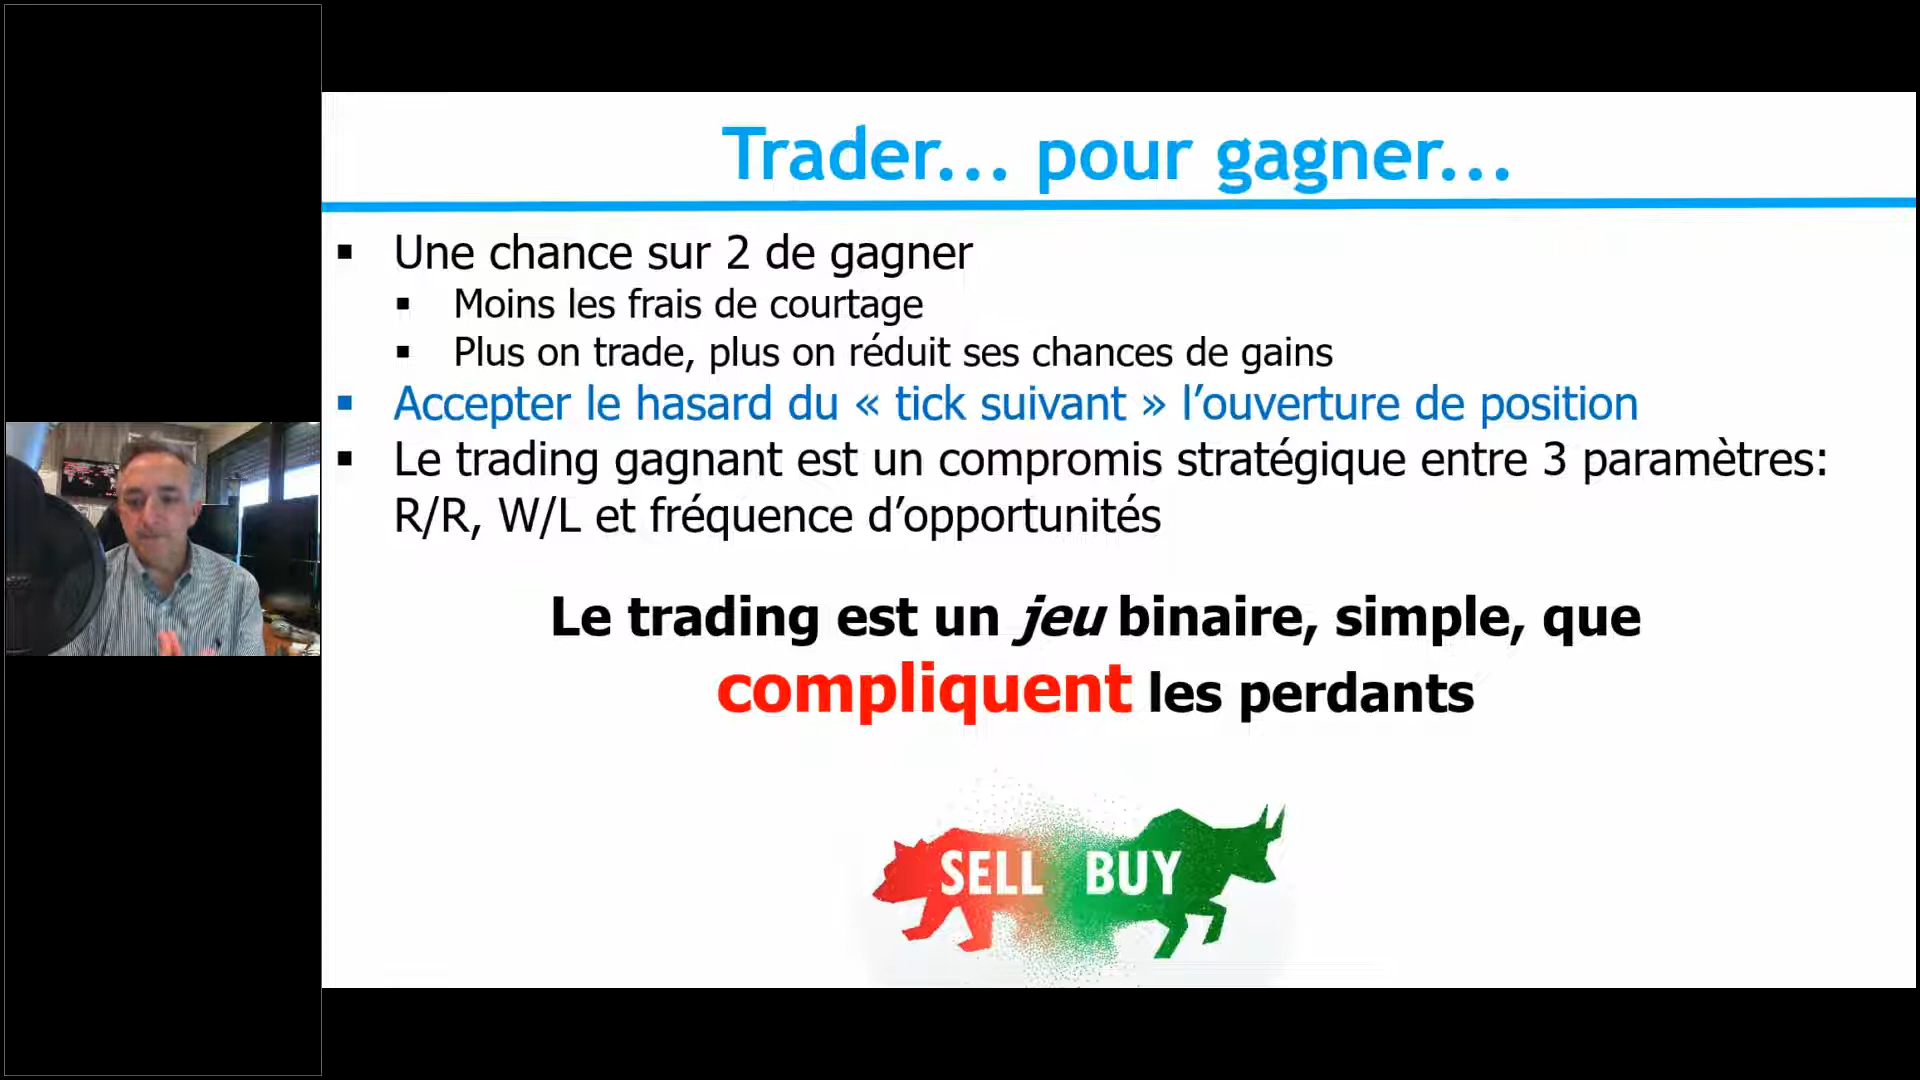 Trader... pour gagner...
Une chance sur 2 de gagner
Moins les frais de courtage
Plus on trade, plus on réduit ses chances de gains
Accepter le hasard du « tick suivant » l’ouverture de position
Le trading gagnant est un compromis stratégique entre 3 paramètres:
R/R, W/L et fréquence d’opportunités
Le trading est un jeu binaire, simple, que
compliquent les perdants
SELL BUY